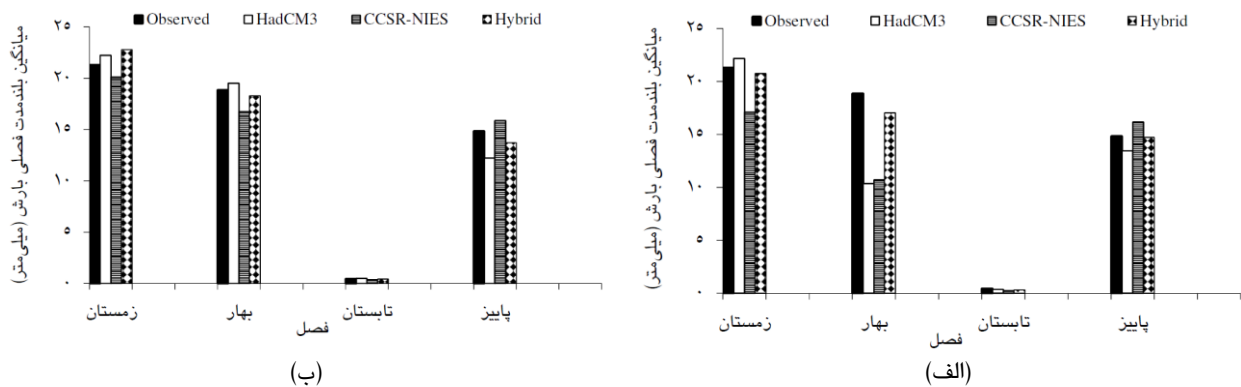 ■Observed □HadCM3 ▤CCSR-NIES Hybrid
میانگین بلندمدت فصلی بارش (میلی‌متر)
۲۵
۲۰
۱۵
۱۰
۵
۰
زمستان بهار تابستان پاییز
فصل
(الف)
■Observed □HadCM3 ▤CCSR-NIES Hybrid
میانگین بلندمدت فصلی بارش (میلی‌متر)
۲۵
۲۰
۱۵
۱۰
۵
۰
زمستان بهار تابستان پاییز
فصل
(ب)